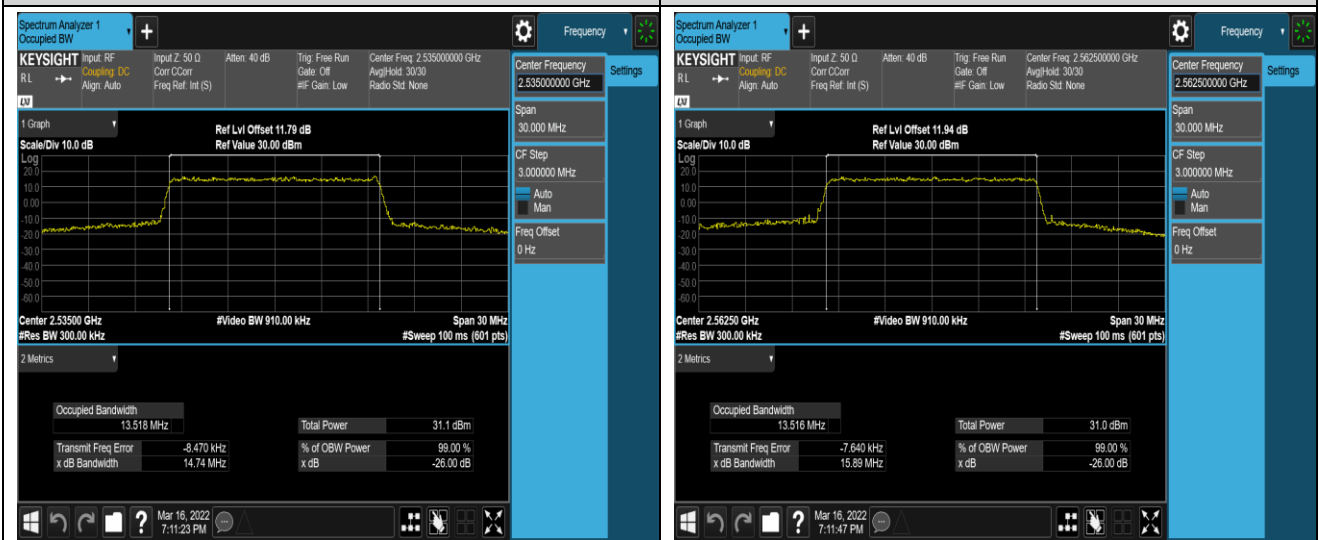 Spectrum Analyzer 1
Occupied BW
Frequency
KEYSIGHT Input: RF Input Z: 50 Ω Atten: 40 dB Trig: Free Run Center Freq: 2.535000000 GHz
RL Coupling: DC Corr CCorr Gate: Off Avg|Hold: 30/30
Align: Auto Freq Ref: Int (S) #IF Gain: Low Radio Std: None
LXI
Center Frequency
2.535000000 GHz
Settings
Span
30.000 MHz
CF Step
3.000000 MHz
Auto
Man
Freq Offset
0 Hz
1 Graph
Ref Lvl Offset 11.79 dB
Scale/Div 10.0 dB Ref Value 30.00 dBm
Log
20.0
10.0
0.00
-10.0
-20.0
-30.0
-40.0
-50.0
-60.0
Center 2.53500 GHz #Video BW 910.00 kHz Span 30 MHz
#Res BW 300.00 kHz #Sweep 100 ms (601 pts)
2 Metrics
Occupied Bandwidth
13.518 MHz Total Power 31.1 dBm
Transmit Freq Error -8.470 kHz % of OBW Power 99.00 %
x dB Bandwidth 14.74 MHz x dB -26.00 dB
Mar 16, 2022
7:11:23 PM
Spectrum Analyzer 1
Occupied BW
Frequency
KEYSIGHT Input: RF Input Z: 50 Ω Atten: 40 dB Trig: Free Run Center Freq: 2.562500000 GHz
RL Coupling: DC Corr CCorr Gate: Off Avg|Hold: 30/30
Align: Auto Freq Ref: Int (S) #IF Gain: Low Radio Std: None
LXI
Center Frequency
2.562500000 GHz
Settings
Span
30.000 MHz
CF Step
3.000000 MHz
Auto
Man
Freq Offset
0 Hz
1 Graph
Ref Lvl Offset 11.94 dB
Scale/Div 10.0 dB Ref Value 30.00 dBm
Log
20.0
10.0
0.00
-10.0
-20.0
-30.0
-40.0
-50.0
-60.0
Center 2.56250 GHz #Video BW 910.00 kHz Span 30 MHz
#Res BW 300.00 kHz #Sweep 100 ms (601 pts)
2 Metrics
Occupied Bandwidth
13.516 MHz Total Power 31.0 dBm
Transmit Freq Error -7.640 kHz % of OBW Power 99.00 %
x dB Bandwidth 15.89 MHz x dB -26.00 dB
Mar 16, 2022
7:11:47 PM